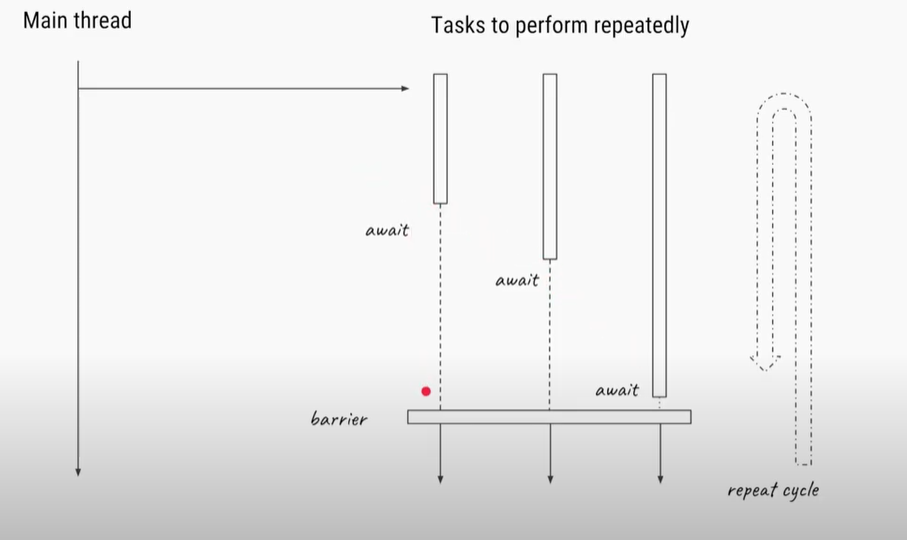 Main thread
Tasks to perform repeatedly
await
await
await
barrier
repeat cycle